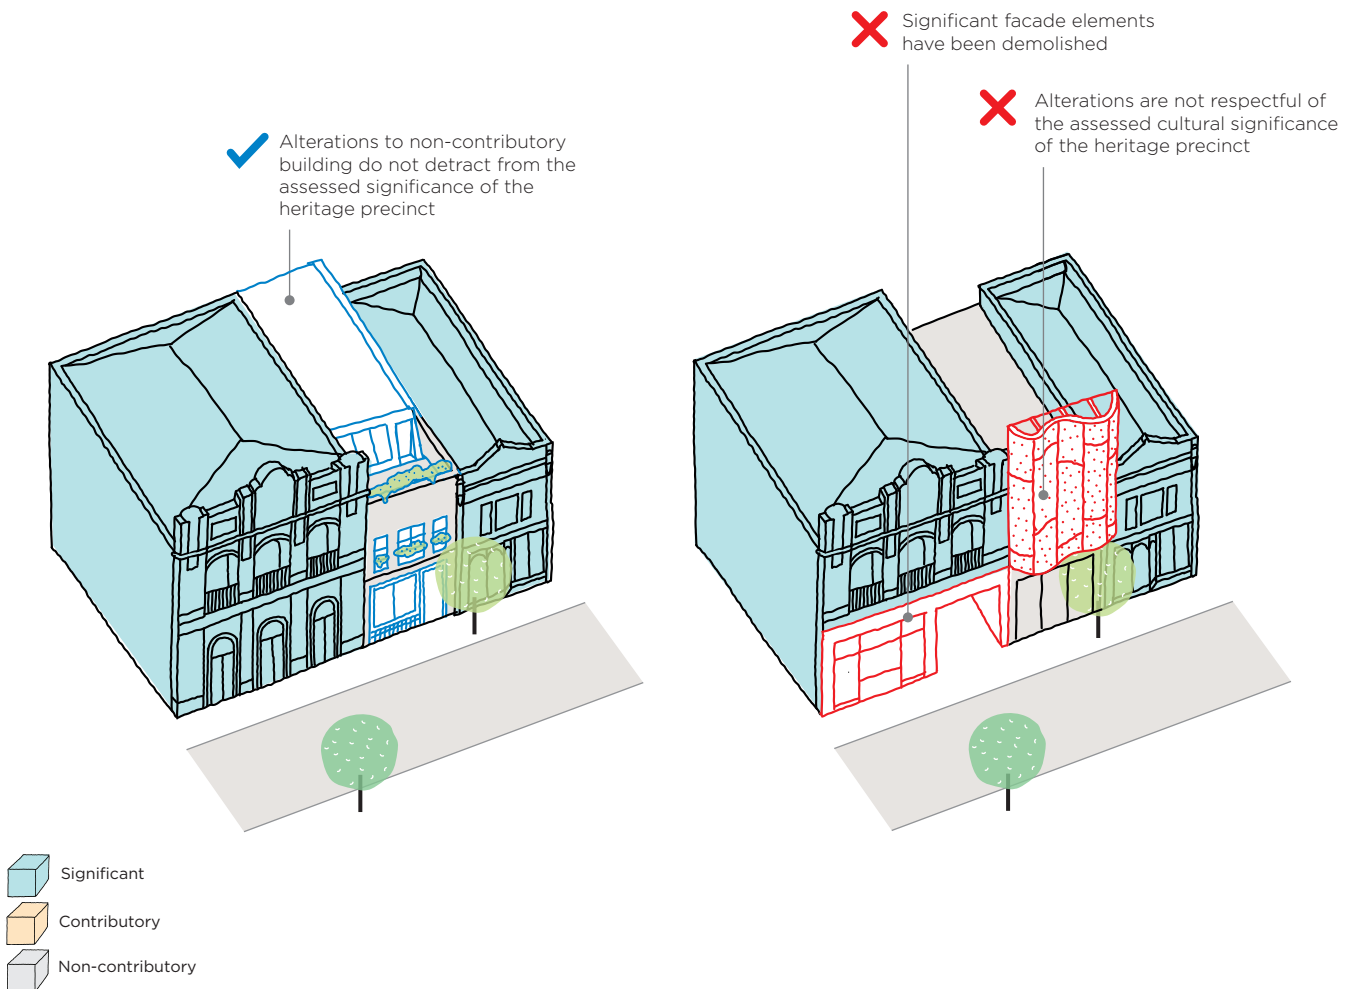 Significant facade elements
have been demolished
Alterations are not respectful of
the assessed cultural significance
of the heritage precinct
Alterations to non-contributory
building do not detract from the
assessed significance of the
heritage precinct
Significant
Contributory
Non-contributory